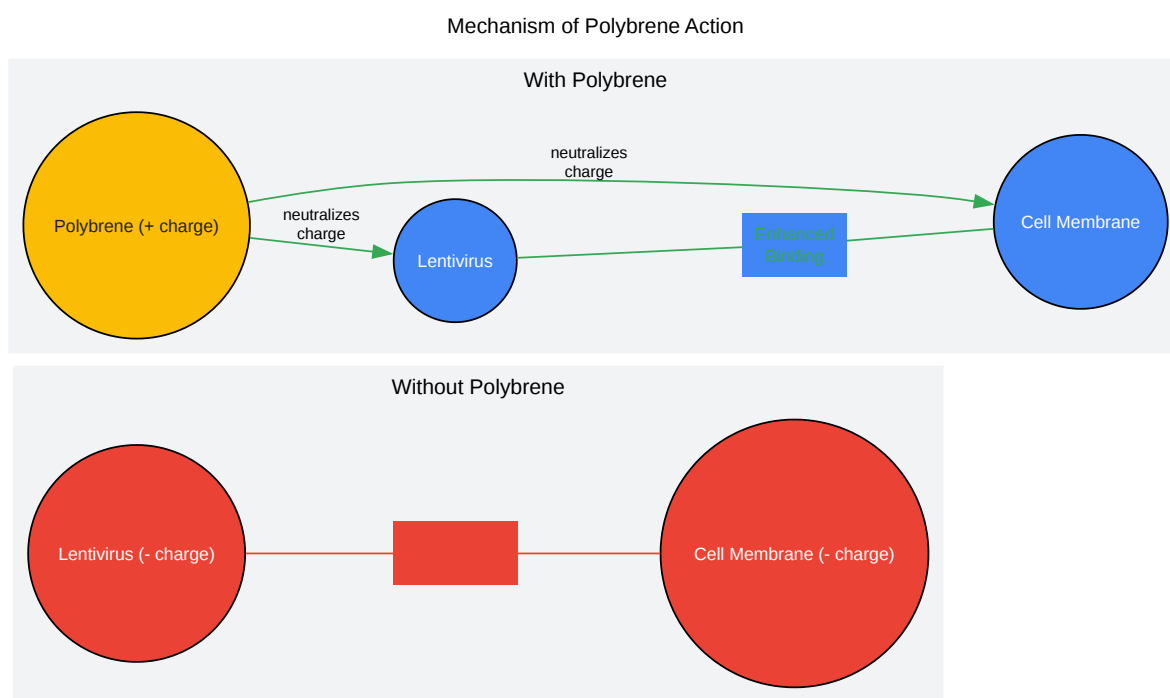 Mechanism of Polybrene Action
With Polybrene
neutralizes
charge
Polybrene (+ charge)
neutralizes
charge
Lentivirus
Enhanced
Binding
Cell Membrane
Without Polybrene
Lentivirus (- charge)
Cell Membrane (- charge)